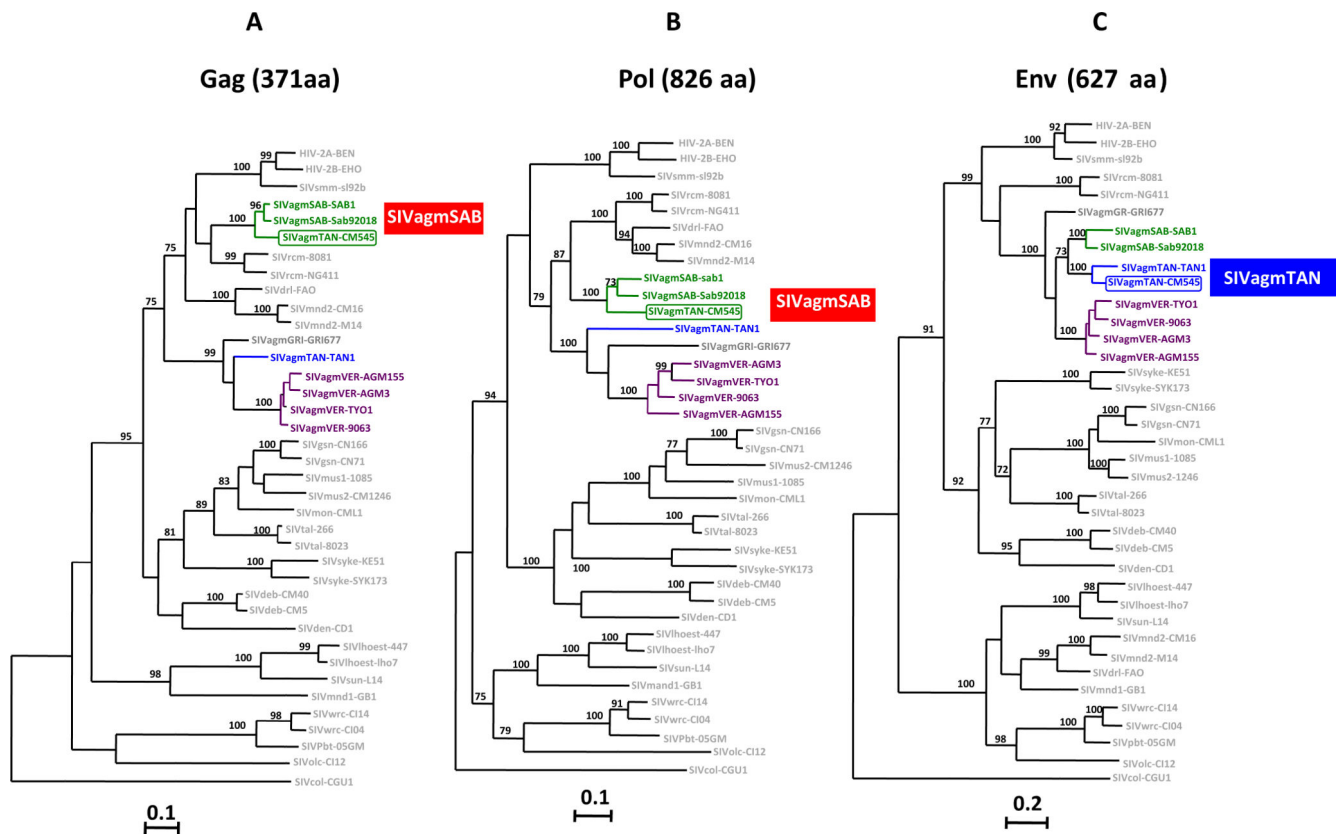 A
Gag (371aa)
99
HIV-2A-BEN
100
HIV-2B-EHO
SIVsmm-sl92b
96
SIVagmSAB-SAB1
SIVagmSAB
100
SIVagmSAB-Sab92018
SIVagmTAN-CM545
75
99
SIVrcm-8081
SIVrcm-NG411
75
SIVdrl-FAO
100
SIVmnd2-CM16
SIVmnd2-M14
SIVagmGRI-GRI677
99
SIVagmTAN-TAN1
SIVagmVER-AGM155
SIVagmVER-AGM3
100
SIVagmVER-TYO1
SIVagmVER-9063
95
100
SIVgsn-CN166
SIVgsn-CN71
83
SIVmus1-1085
SIVmus2-CM1246
89
SIVmon-CML1
100
SIVtal-266
SIVtal-8023
81
100
SIVsyke-KE51
SIVsyke-SYK173
100
SIVdeb-CM40
SIVdeb-CM5
SIVden-CD1
99
SIVlhoest-447
SIVlhoest-lho7
98
SIVsun-L14
SIVmnd1-GB1
98
SIVwrc-CI14
100
SIVwrc-CI04
SIVPbt-05GM
SIVolc-CI12
SIVcol-CGU1
0.1
B
Pol (826 aa)
100
HIV-2A-BEN
100
HIV-2B-EHO
SIVsmm-sl92b
100
SIVrcm-8081
100
SIVrcm-NG411
SIVdrl-FAO
94
100
SIVmnd2-CM16
87
SIVmnd2-M14
73
SIVagmSAB-sab1
100
SIVagmSAB-Sab92018
SIVagmSAB
79
SIVagmTAN-CM545
SIVagmTAN-TAN1
100
SIVagmGRI-GRI677
99
SIVagmVER-AGM3
SIVagmVER-TYO1
100
SIVagmVER-9063
94
SIVagmVER-AGM155
100
SIVgsn-CN166
77
SIVgsn-CN71
SIVmus2-CM1246
100
SIVmus1-1085
SIVmon-CML1
100
SIVtal-266
SIVtal-8023
SIVsyke-KE51
100
100
SIVsyke-SYK173
100
SIVdeb-CM40
SIVdeb-CM5
SIVden-CD1
100
SIVlhoest-447
SIVlhoest-lho7
100
SIVsun-L14
SIVmand1-GB1
75
91
SIVwrc-CI14
100
SIVwrc-CI04
79
SIVPbt-05GM
SIVolc-CI12
SIVcol-CGU1
0.1
C
Env (627 aa)
92
HIV-2A-BEN
100
HIV-2B-EHO
SIVsmm-sl92b
99
100
SIVrcm-8081
SIVrcm-NG411
SIVagmGR-GRI677
100
100
SIVagmSAB-SAB1
73
SIVagmSAB-Sab92018
100
SIVagmTAN-TAN1
SIVagmTAN
SIVagmTAN-CM545
SIVagmVER-TYO1
91
SIVagmVER-9063
100
SIVagmVER-AGM3
SIVagmVER-AGM155
100
SIVsyke-KE51
SIVsyke-SYK173
77
SIVgsn-CN166
100
SIVgsn-CN71
100
SIVmon-CML1
72
SIVmus1-1085
100
SIVmus2-1246
92
100
SIVtal-266
SIVtal-8023
100
SIVdeb-CM40
95
SIVdeb-CM5
SIVden-CD1
98
SIVlhoest-447
100
SIVlhoest-lho7
SIVsun-L14
SIVmnd2-CM16
99
SIVmnd2-M14
100
SIVdrl-FAO
SIVmnd1-GB1
100
SIVwrc-CI14
100
SIVwrc-CI04
98
SIVpbt-05GM
SIVolc-CI12
SIVcol-CGU1
0.2